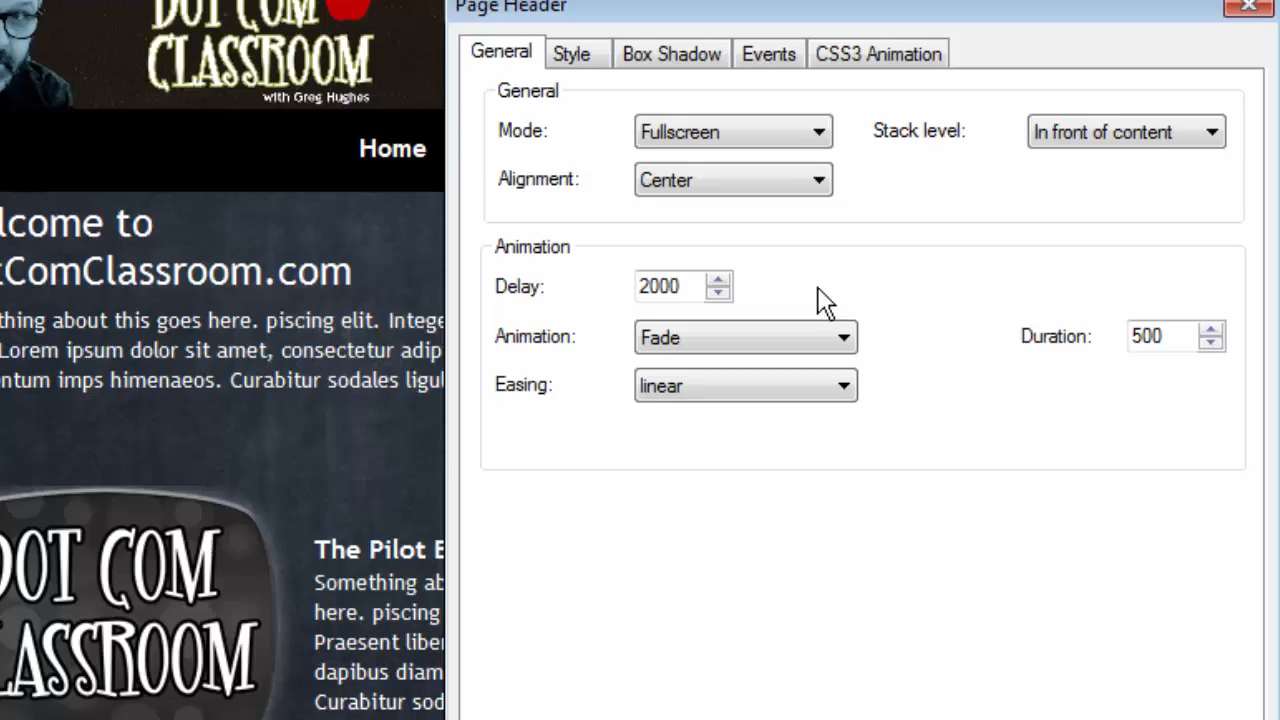 DOT COM
CLASSROOM
with Greg Hughes
Home
lcome to
tComClassroom.com
thing about this goes here. piscing elit. Intege
Lorem ipsum dolor sit amet, consectetur adip
entum imps himenaeos. Curabitur sodales ligul
DOT COM
LASSROOM
The Pilot E
Something ab
here. piscing
Praesent liber
dapibus diam
Curabitur sod
Page Header
General
Style
Box Shadow
Events
CSS3 Animation
General
Mode:
Fullscreen
Stack level:
In front of content
Alignment:
Center
Animation
Delay:
2000
Animation:
Fade
Duration:
500
Easing:
linear